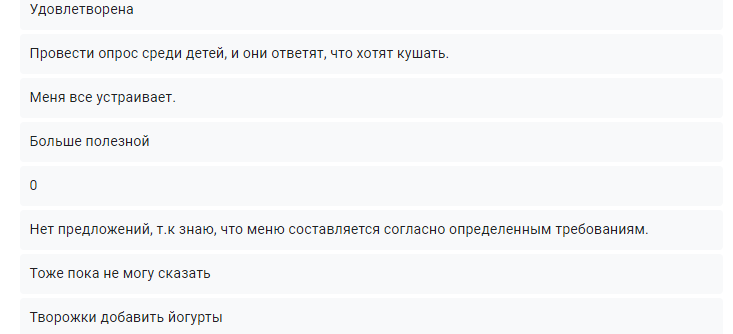 Удовлетворена
Провести опрос среди детей, и они ответят, что хотят кушать.
Меня все устраивает.
Больше полезной
0
Нет предложений, т.к знаю, что меню составляется согласно определенным требованиям.
Тоже пока не могу сказать
Творожки добавить йогурты